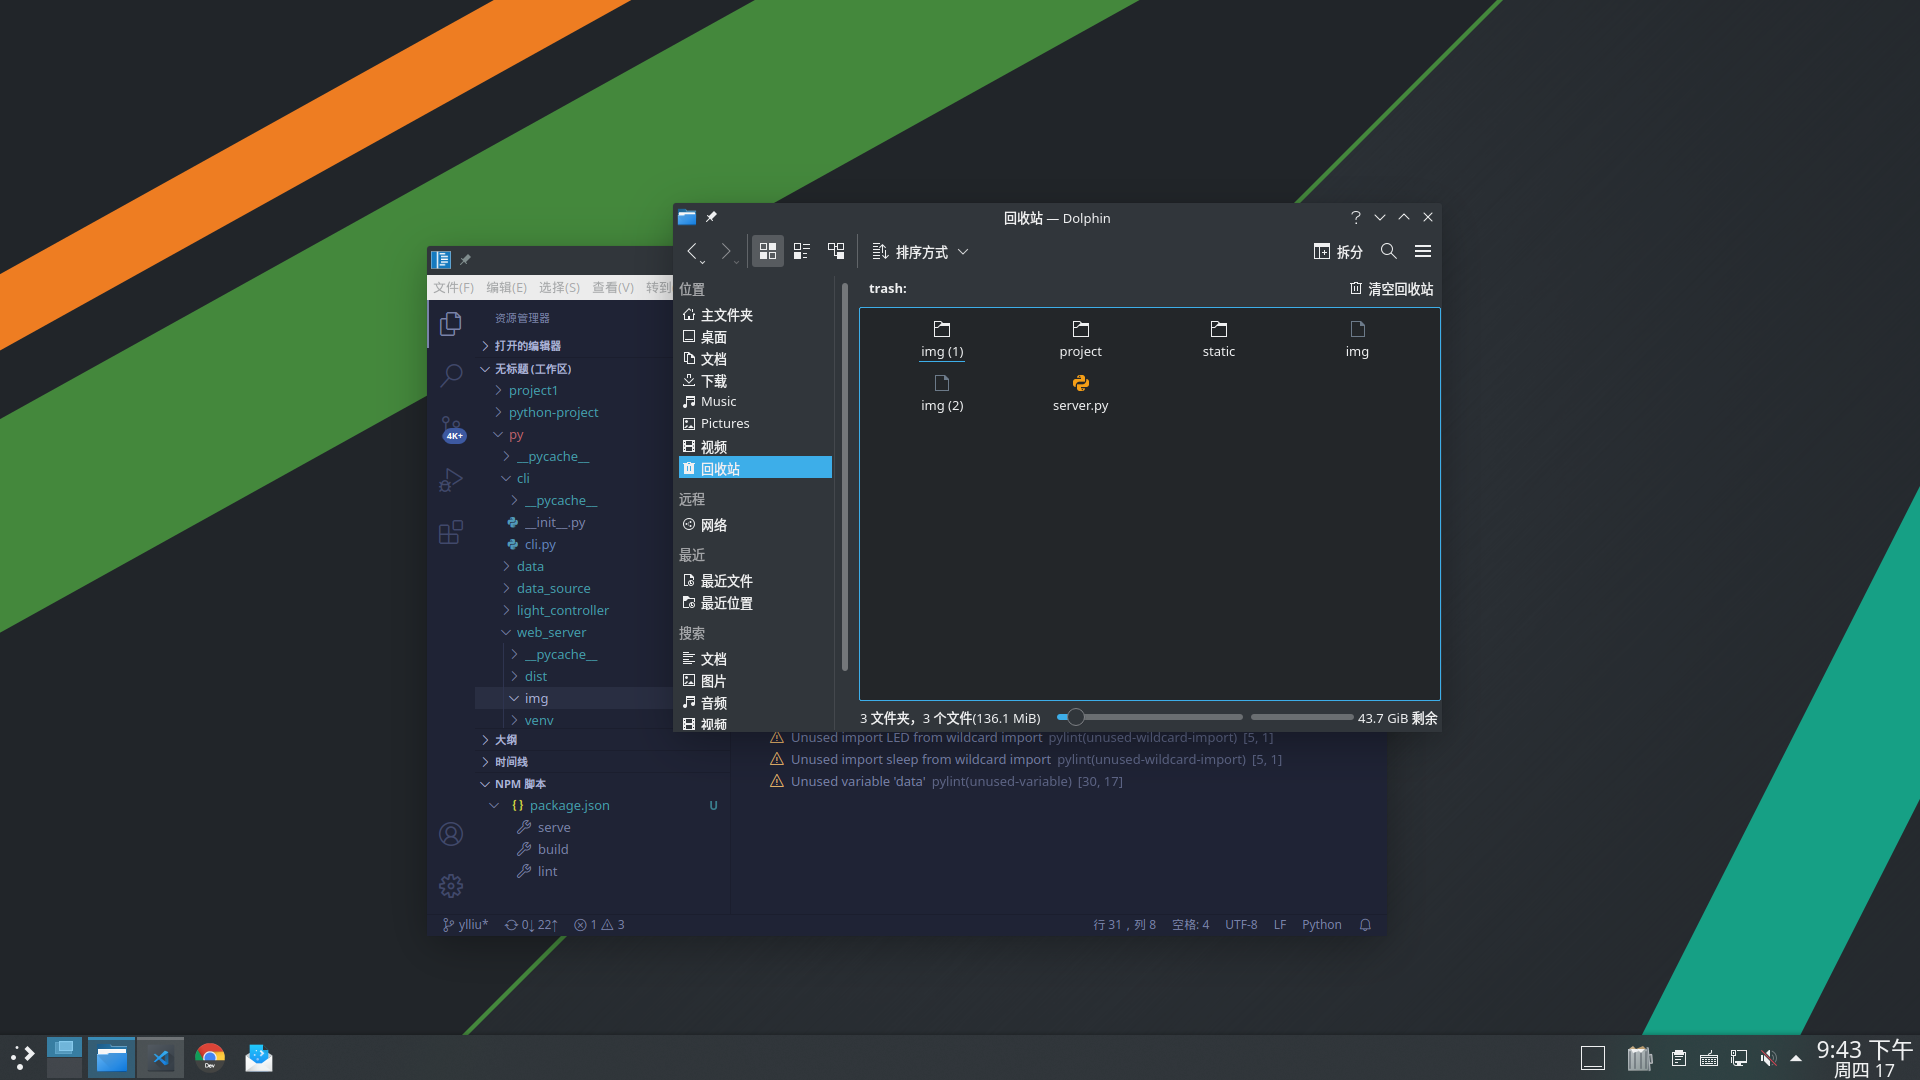 回收站 — Dolphin
排序方式
拆分
位置
主文件夹
桌面
文档
下载
Music
Pictures
视频
回收站
远程
网络
最近
最近文件
最近位置
搜索
文档
图片
音频
视频
trash:
清空回收站
img (1)
project
static
img
img (2)
server.py
3 文件夹，3 个文件(136.1 MiB)
43.7 GiB 剩余
文件(F) 编辑(E) 选择(S) 查看(V) 转到
资源管理器
打开的编辑器
无标题 (工作区)
project1
python-project
py
__pycache__
cli
__pycache__
__init__.py
cli.py
data
data_source
light_controller
web_server
__pycache__
dist
img
venv
大纲
时间线
NPM 脚本
package.json U
serve
build
lint
4K+
Unused import LED from wildcard import pylint(unused-wildcard-import) [5, 1]
Unused import sleep from wildcard import pylint(unused-wildcard-import) [5, 1]
Unused variable 'data' pylint(unused-variable) [30, 17]
ylliu* 0↓ 22↑ 1 3
行 31，列 8 空格: 4 UTF-8 LF Python
Dev
9:43 下午
周四 17